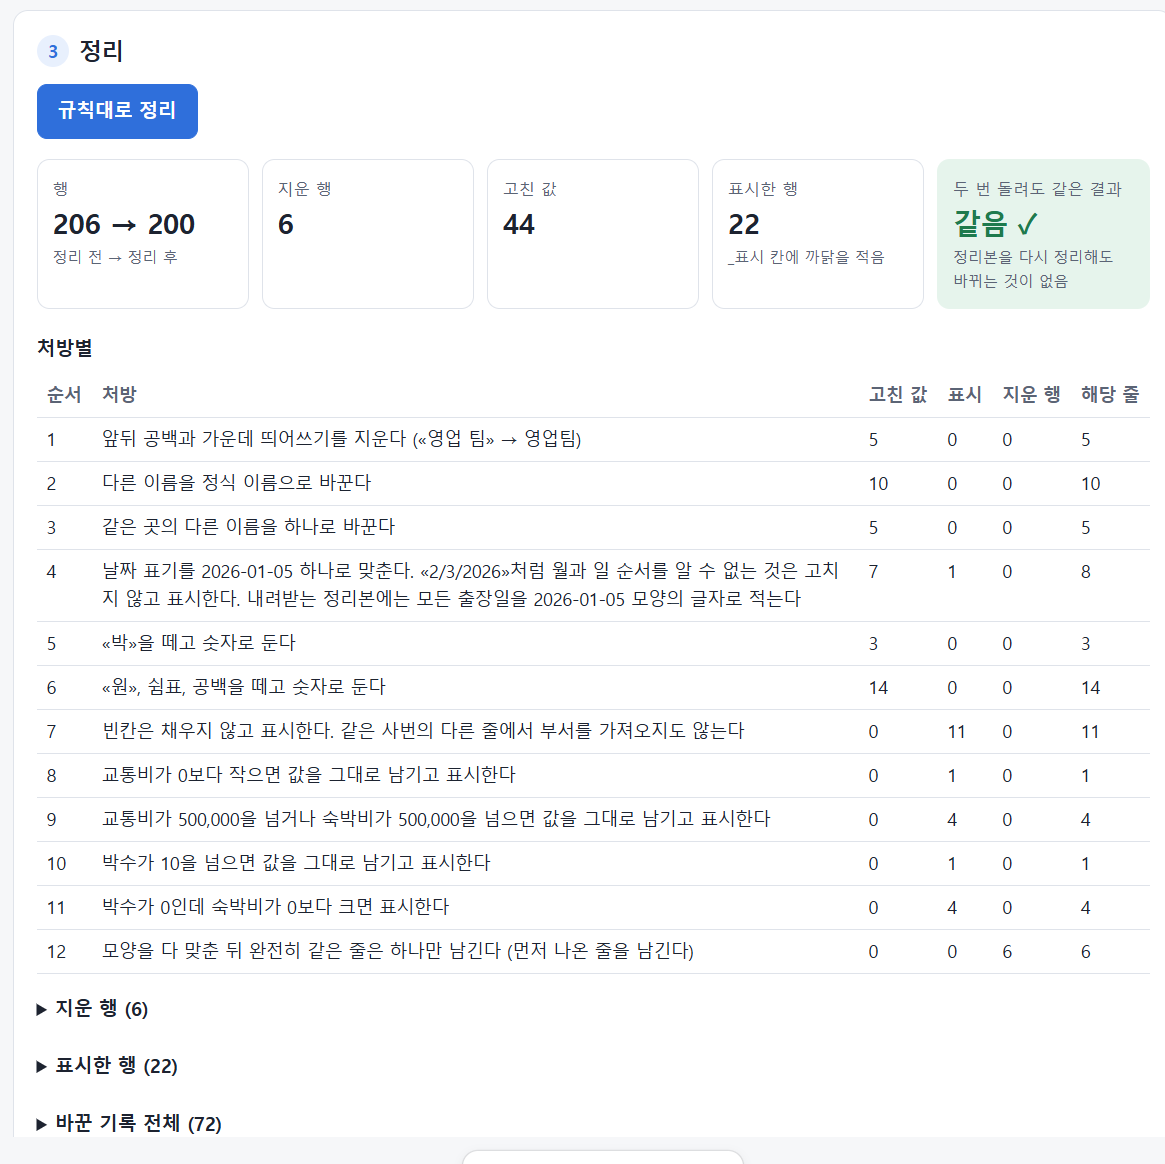 3 정리
규칙대로 정리
행
206 → 200
정리 전 → 정리 후
지운 행
6
고친 값
44
표시한 행
22
_표시 칸에 까닭을 적음
두 번 돌려도 같은 결과
같음 ✓
정리본을 다시 정리해도
바뀌는 것이 없음
처방별
순서 처방 고친 값 표시 지운 행 해당 줄
1 앞뒤 공백과 가운데 띄어쓰기를 지운다 («영업 팀» → 영업팀) 5 0 0 5
2 다른 이름을 정식 이름으로 바꾼다 10 0 0 10
3 같은 곳의 다른 이름을 하나로 바꾼다 5 0 0 5
4 날짜 표기를 2026-01-05 하나로 맞춘다. «2/3/2026»처럼 월과 일 순서를 알 수 없는 것은 고치 7 1 0 8
지 않고 표시한다. 내려받는 정리본에는 모든 출장일을 2026-01-05 모양의 글자로 적는다
5 «박»을 떼고 숫자로 둔다 3 0 0 3
6 «원», 쉼표, 공백을 떼고 숫자로 둔다 14 0 0 14
7 빈칸은 채우지 않고 표시한다. 같은 사번의 다른 줄에서 부서를 가져오지도 않는다 0 11 0 11
8 교통비가 0보다 작으면 값을 그대로 남기고 표시한다 0 1 0 1
9 교통비가 500,000을 넘거나 숙박비가 500,000을 넘으면 값을 그대로 남기고 표시한다 0 4 0 4
10 박수가 10을 넘으면 값을 그대로 남기고 표시한다 0 1 0 1
11 박수가 0인데 숙박비가 0보다 크면 표시한다 0 4 0 4
12 모양을 다 맞춘 뒤 완전히 같은 줄은 하나만 남긴다 (먼저 나온 줄을 남긴다) 0 0 6 6
▶ 지운 행 (6)
▶ 표시한 행 (22)
▶ 바꾼 기록 전체 (72)